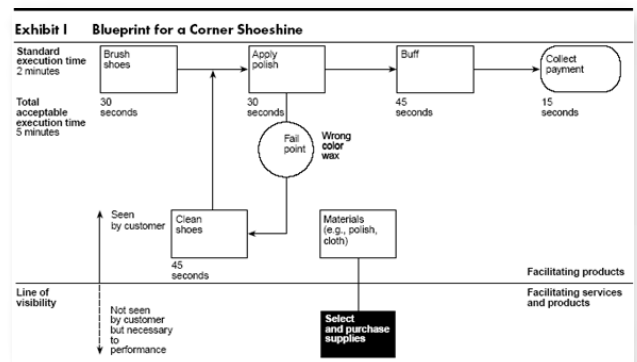 Exhibit I Blueprint for a Corner Shoeshine
Standard
execution time
2 minutes
Brush
shoes
Apply
polish
Buff
Collect
payment
Total
acceptable
execution time
5 minutes
30
seconds
30
seconds
45
seconds
15
seconds
Fail
point
Wrong
color
wax
Seen
by customer
Clean
shoes
Materials
(e.g., polish,
cloth)
45
seconds
Facilitating products
Line of
visibility
Facilitating services
and products
Not seen
by customer
but necessary
to
performance
Select
and purchase
supplies